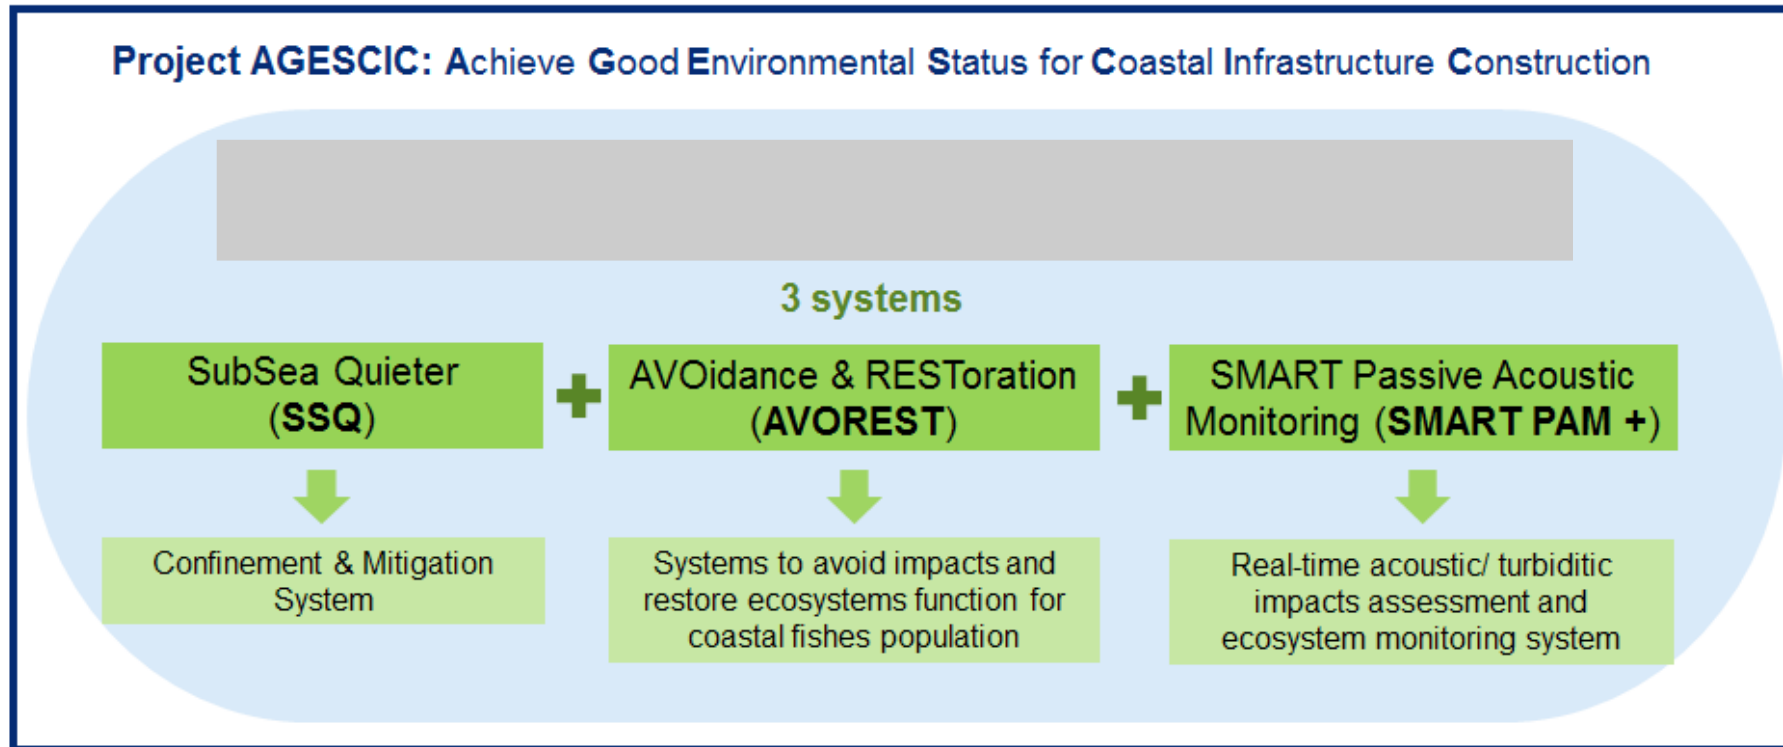 Project AGESCIC: Achieve Good Environmental Status for Coastal Infrastructure Construction
3 systems
SubSea Quieter
(SSQ)
AVOidance & RESToration
(AVOREST)
SMART Passive Acoustic
Monitoring (SMART PAM +)
Confinement & Mitigation
System
Systems to avoid impacts and
restore ecosystems function for
coastal fishes population
Real-time acoustic/ turbiditic
impacts assessment and
ecosystem monitoring system